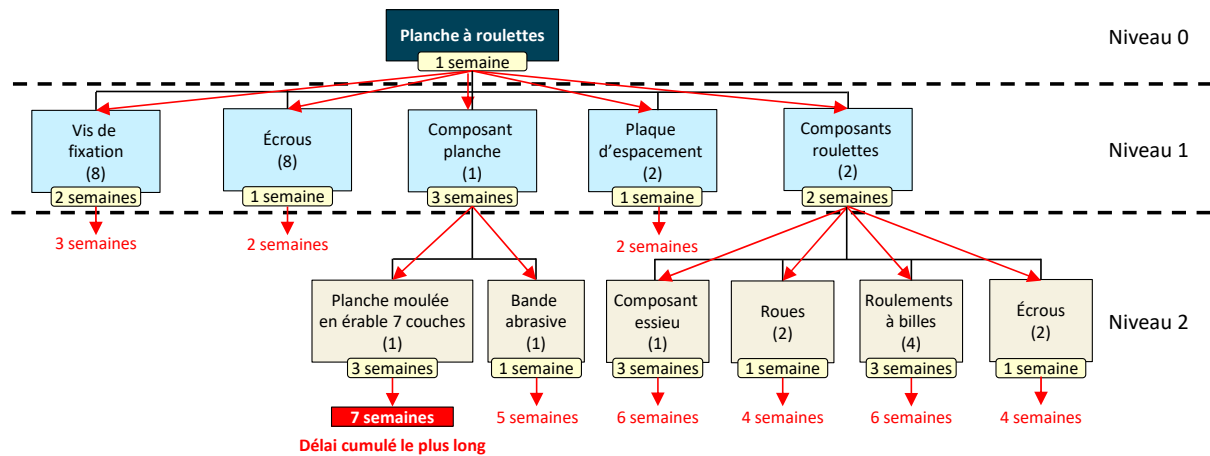 Planche à roulettes
1 semaine
Niveau 0
Vis de
fixation
(8)
2 semaines
3 semaines
Écrous
(8)
1 semaine
2 semaines
Composant
planche
(1)
3 semaines
Plaque
d'espacement
(2)
1 semaine
2 semaines
Composants
roulettes
(2)
2 semaines
Niveau 1
Planche moulée
en érable 7 couches
(1)
3 semaines
7 semaines
Délai cumulé le plus long
Bande
abrasive
(1)
1 semaine
5 semaines
Composant
essieu
(1)
3 semaines
6 semaines
Roues
(2)
1 semaine
4 semaines
Roulements
à billes
(4)
3 semaines
6 semaines
Écrous
(2)
1 semaine
4 semaines
Niveau 2